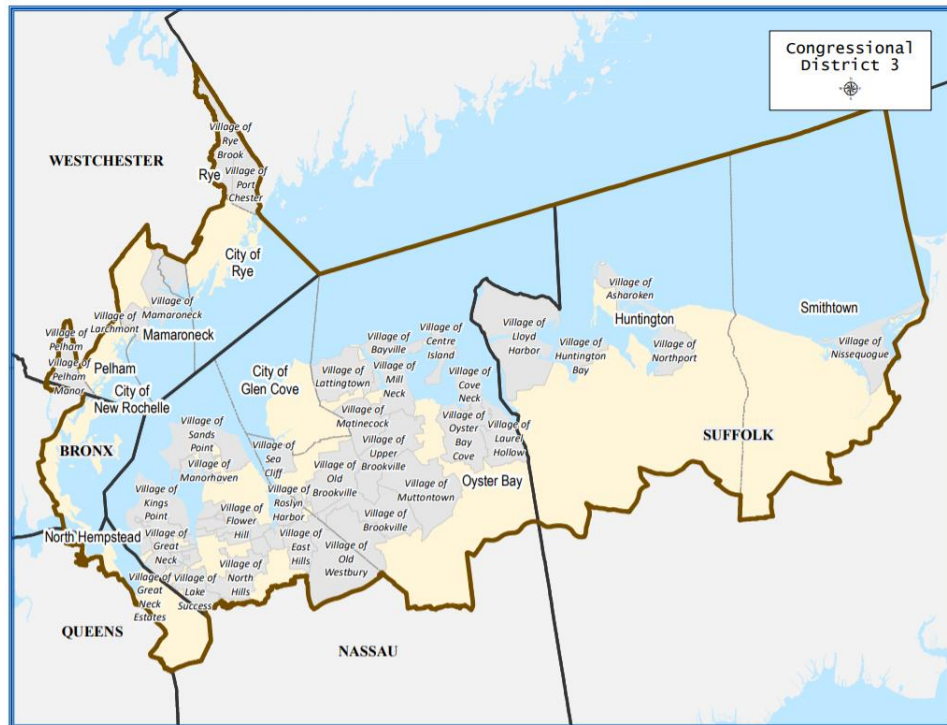 Congressional
District 3
WESTCHESTER
Village of
Rye
Brook
Rye
Village of
Port
Chester
City of
Rye
Village of
Mamaroneck
Village of
Larchmont
Mamaroneck
Village of
Pelham
Pelham
Village of
Pelham
Manor
City of
New Rochelle
BRONX
Village of
Asharoken
Huntington
Smithtown
Village of
Nissequogue
Village of
Northport
Village of
Huntington
Bay
Village of
Lloyd
Harbor
Village of
Centre
Island
Village of
Bayville
Village of
Mill
Neck
Village of
Cove
Neck
City of
Glen Cove
Village of
Lattingtown
Village of
Matinecock
Village of
Oyster
Bay
Cove
Village of
Laurel
Hollow
SUFFOLK
Village of
Sands
Point
Village of
Sea
Cliff
Village of
Upper
Brookville
Village of
Manorhaven
Village of
Old
Brookville
Oyster Bay
Village of
Muttontown
Village of
Kings
Point
Village of
Roslyn
Harbor
Village of
Flower
Hill
Village of
Brookville
North Hempstead
Village of
Great
Neck
Village of
East
Hills
Village of
Old
Westbury
Village of
Great
Neck
Estates
Village of
Lake
Success
Village of
North
Hills
QUEENS
NASSAU